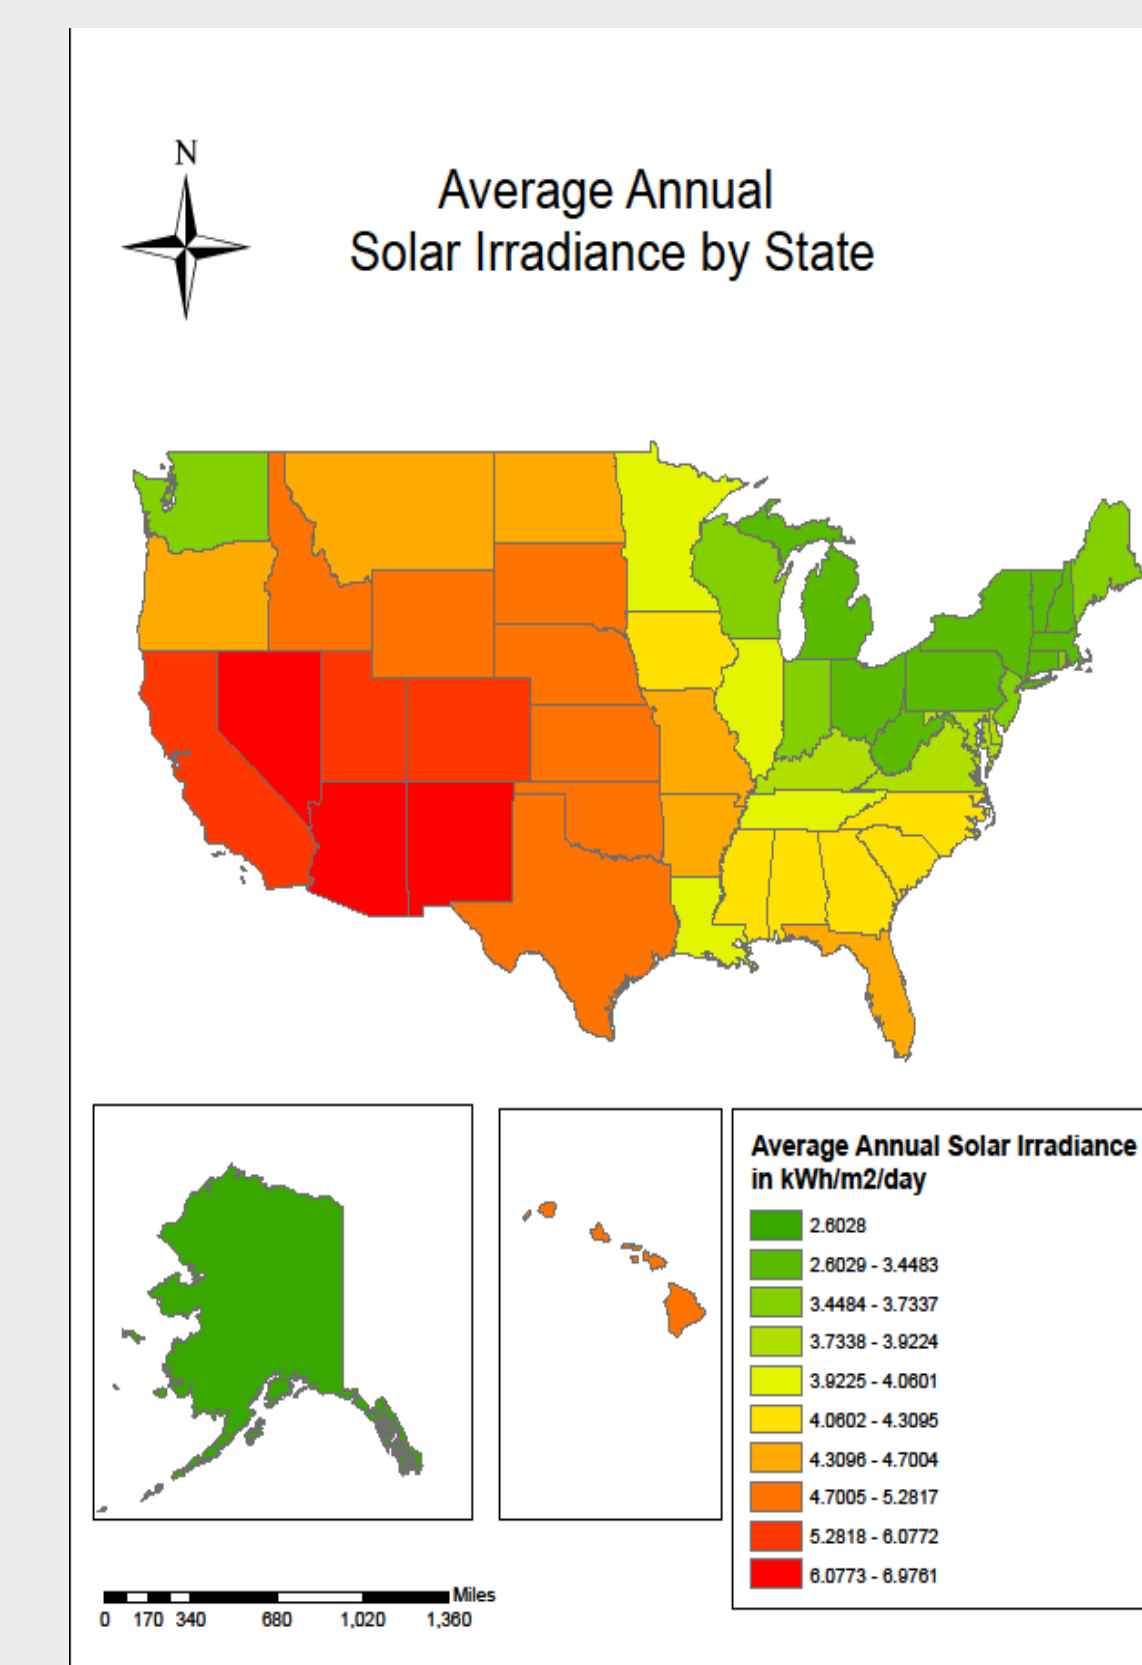 N
Average Annual
Solar Irradiance by State
Average Annual Solar Irradiance
in kWh/m2/day
2.6028
2.6029 - 3.4483
3.4484 - 3.7337
3.7338 - 3.9224
3.9225 - 4.0601
4.0602 - 4.3095
4.3096 - 4.7004
4.7005 - 5.2817
5.2818 - 6.0772
6.0773 - 6.9761
Miles
0 170 340 680 1,020 1,360